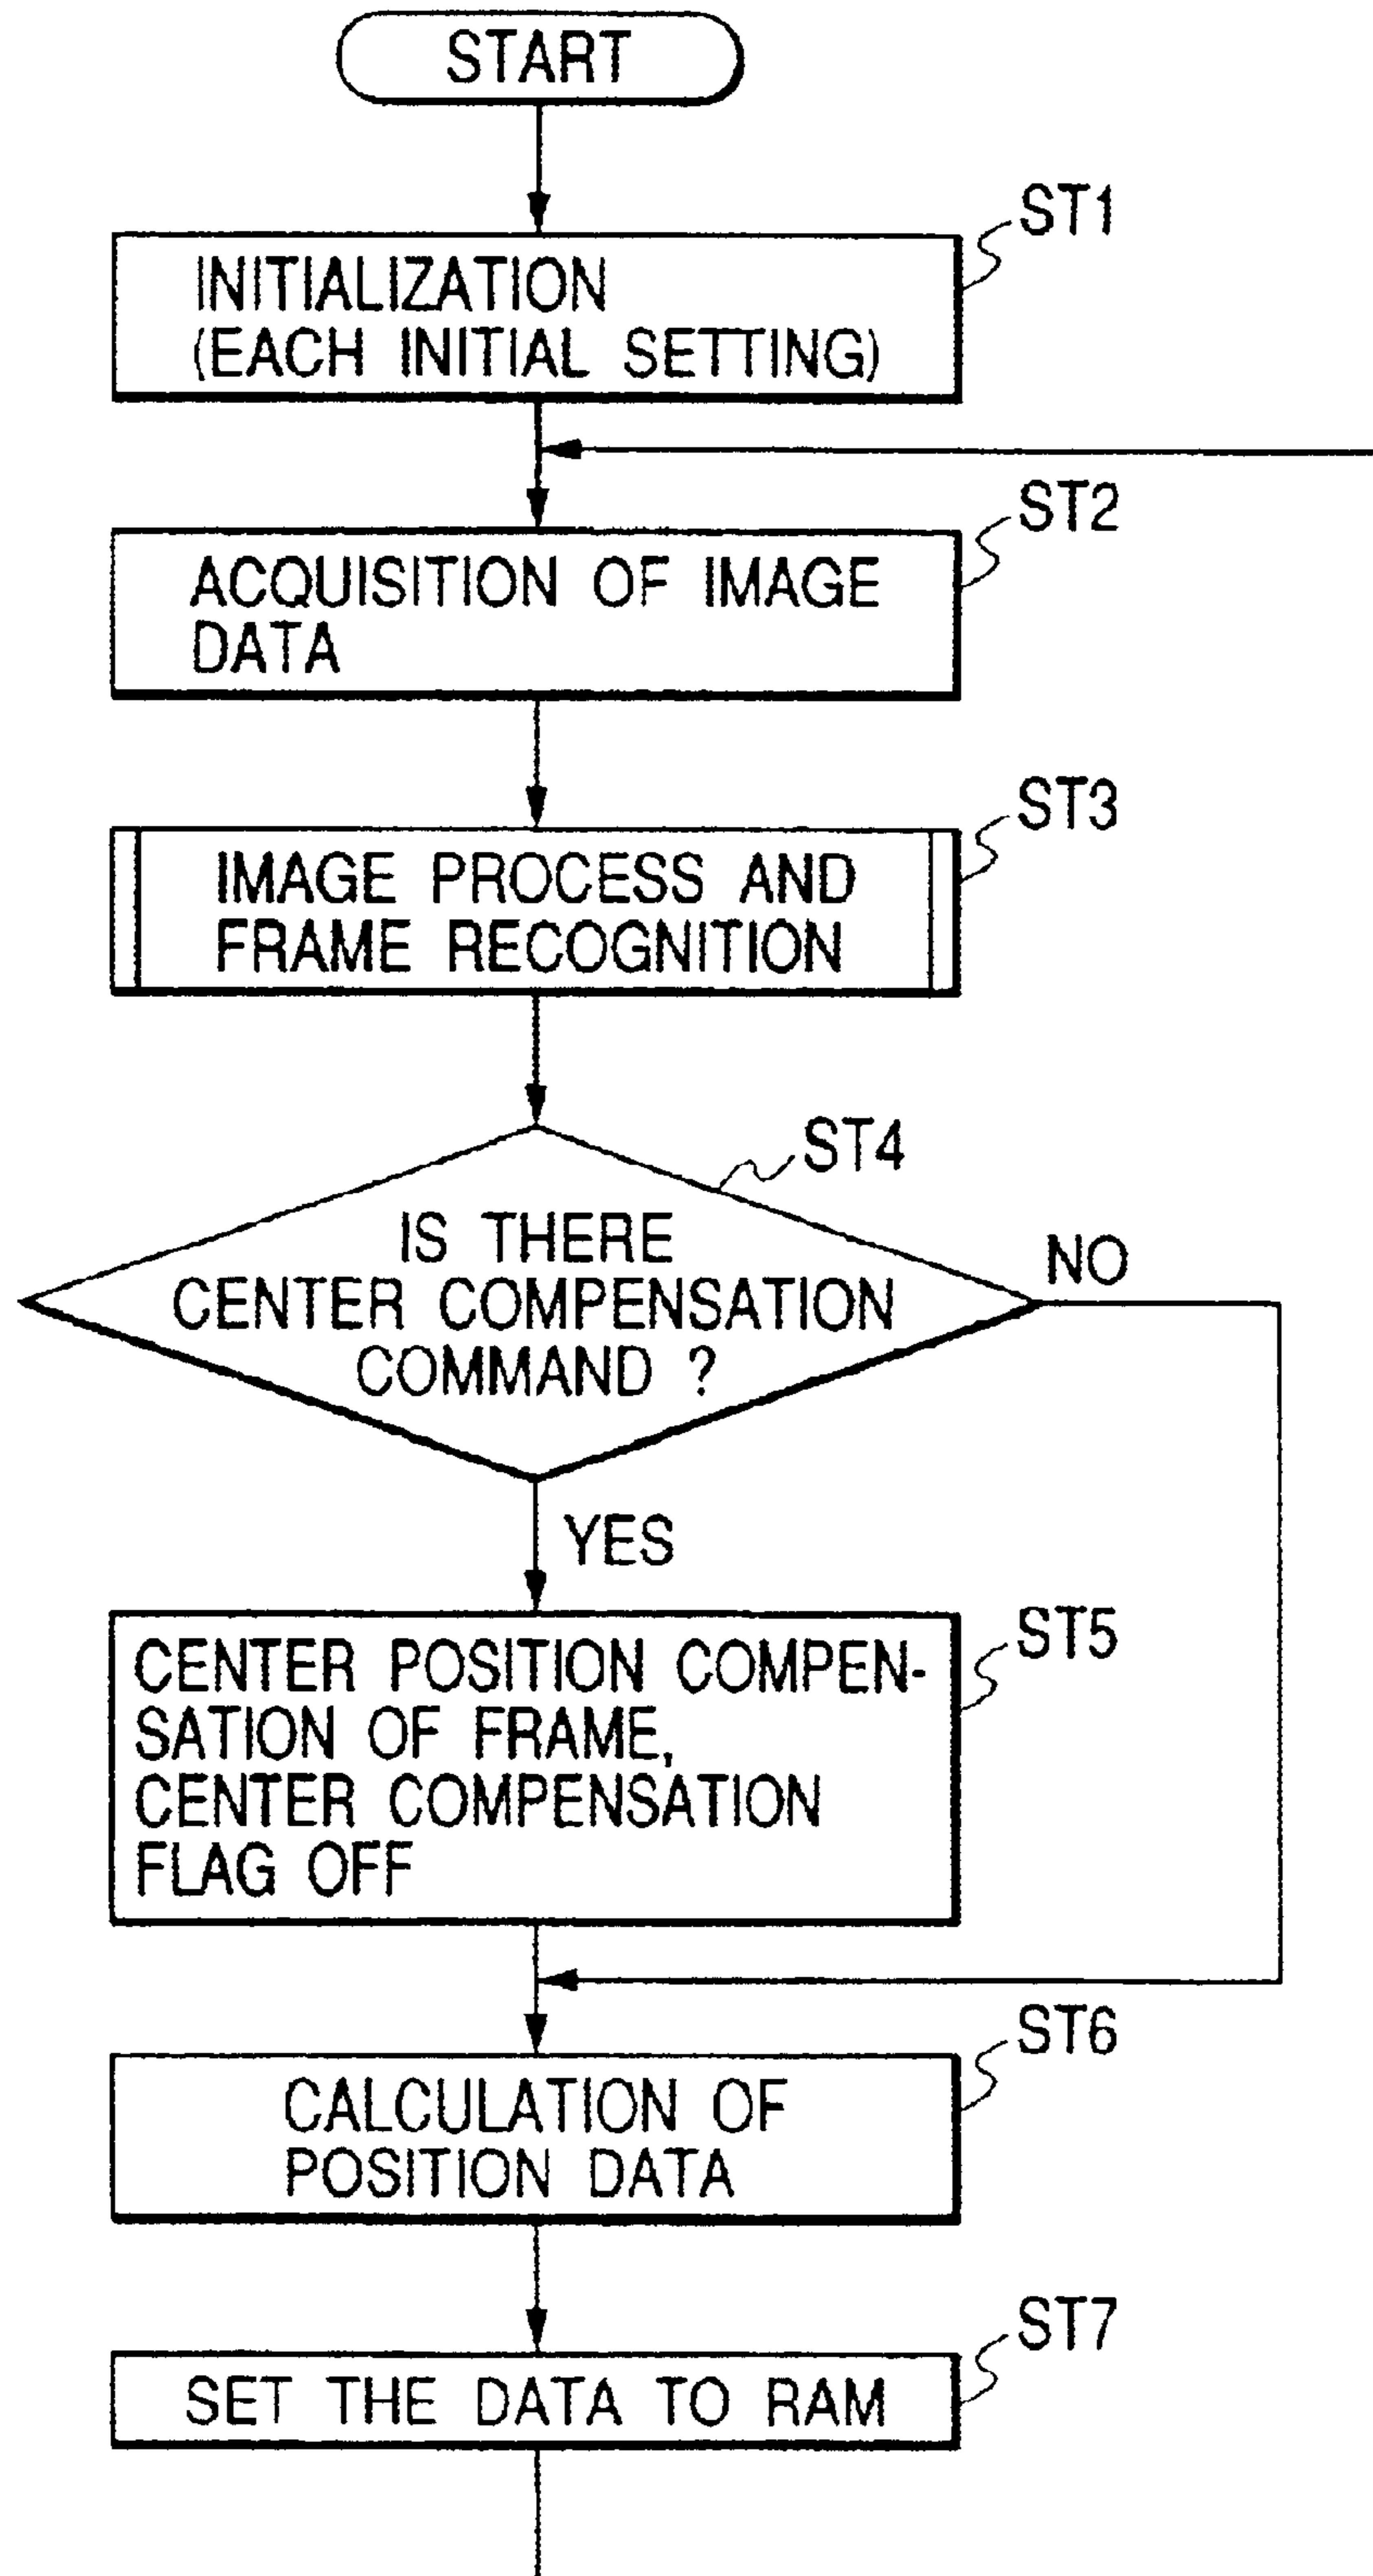 START
ST1
INITIALIZATION
(EACH INITIAL SETTING)
ST2
ACQUISITION OF IMAGE
DATA
ST3
IMAGE PROCESS AND
FRAME RECOGNITION
ST4
IS THERE
CENTER COMPENSATION
COMMAND ?
NO
YES
ST5
CENTER POSITION COMPEN-
SATION OF FRAME,
CENTER COMPENSATION
FLAG OFF
ST6
CALCULATION OF
POSITION DATA
ST7
SET THE DATA TO RAM